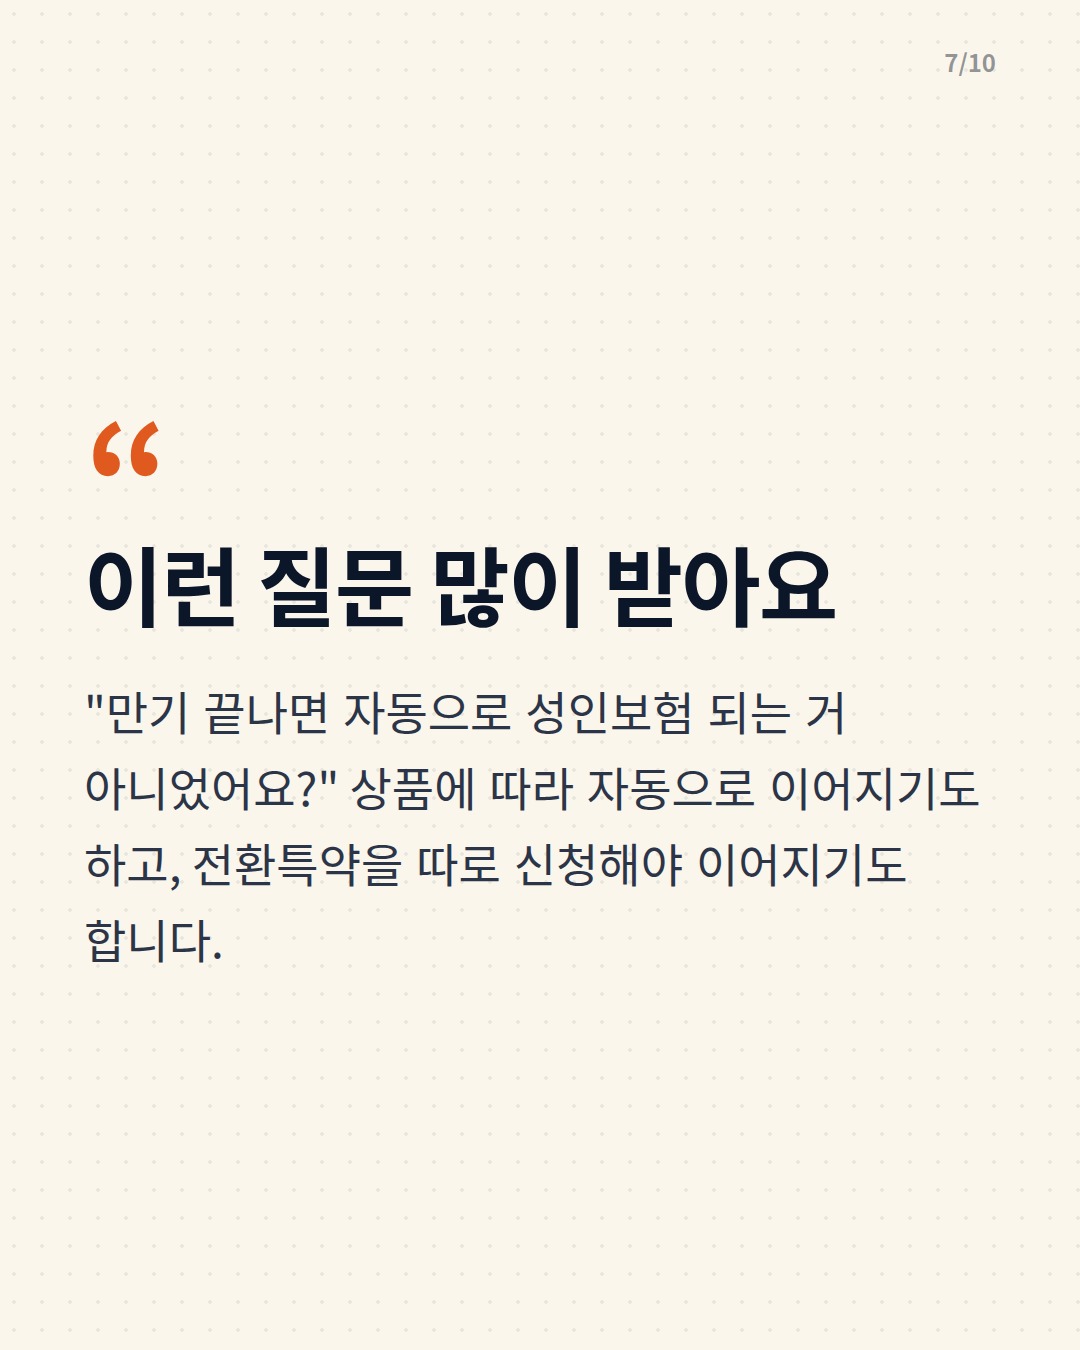 7/10
“
이런 질문 많이 받아요
"만기 끝나면 자동으로 성인보험 되는 거
아니었어요?" 상품에 따라 자동으로 이어지기도
하고, 전환특약을 따로 신청해야 이어지기도
합니다.